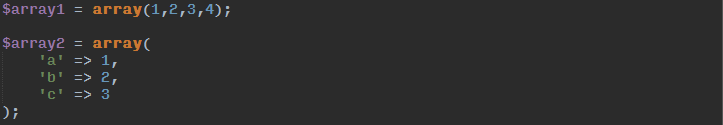 $array1 = array(1,2,3,4);
$array2 = array(
'a' => 1,
'b' => 2,
'c' => 3
);